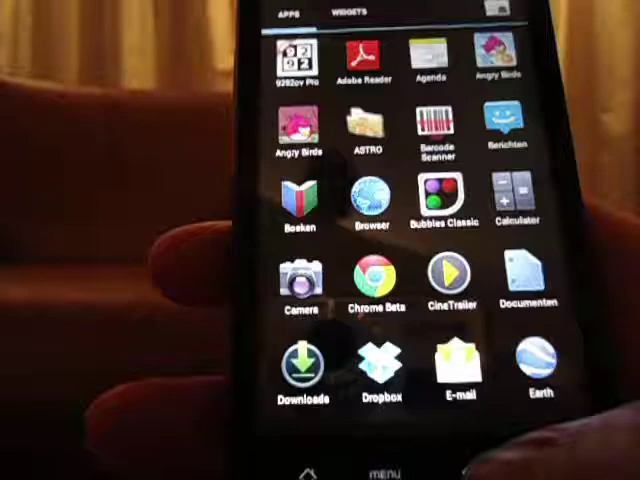 APPS WIDGETS
9292ov Pro Adobe Reader Agenda Angry Birds
Angry Birds ASTRO Barcode Scanner Berichten
Boeken Browser Bubbles Classic Calculator
Camera Chrome Beta CineTrailer Documenten
Downloads Dropbox E-mail Earth
menu